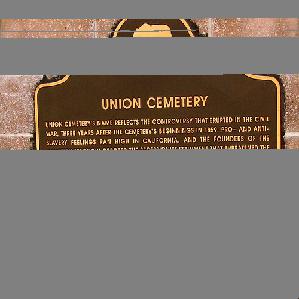 UNION CEMETERY
UNION CEMETERY'S NAME REFLECTS THE CONTROVERSY THAT ERUPTED IN THE CIVIL
WAR. THREE YEARS AFTER THE CEMETERY'S BEGINNINGS IN 1859, PRO- AND ANTI-
SLAVERY FEELINGS RAN HIGH IN CALIFORNIA, AND THE FOUNDERS OF THE
THE